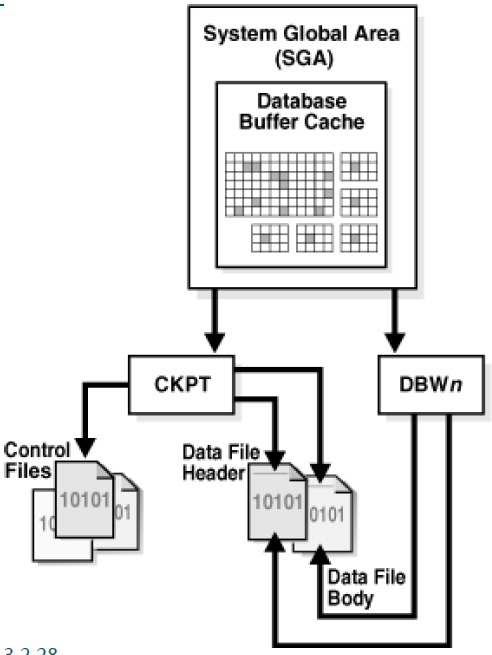 System Global Area
(SGA)
Database
Buffer Cache
CKPT
DBWn
Control
Files
Data File
Header
10101
10
01
10101
0101
Data File
Body
3.2.28